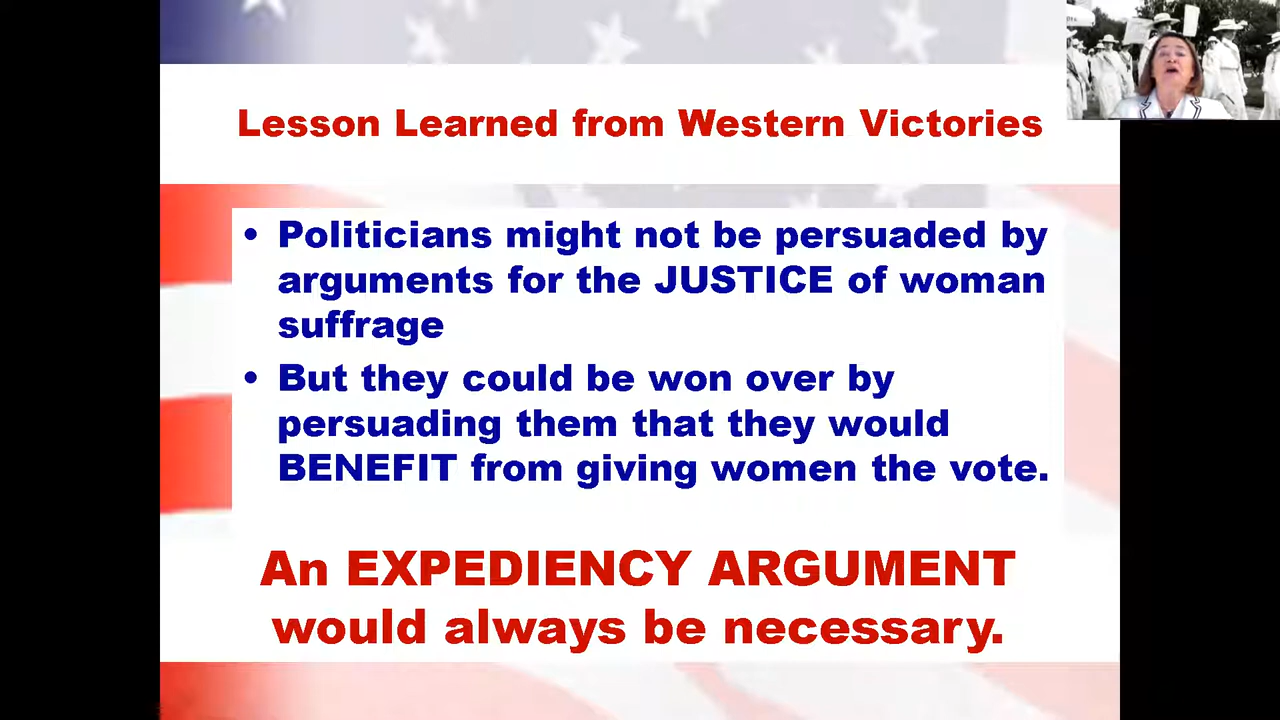 Lesson Learned from Western Victories
• Politicians might not be persuaded by
arguments for the JUSTICE of woman
suffrage
• But they could be won over by
persuading them that they would
BENEFIT from giving women the vote.
An EXPEDIENCY ARGUMENT
would always be necessary.